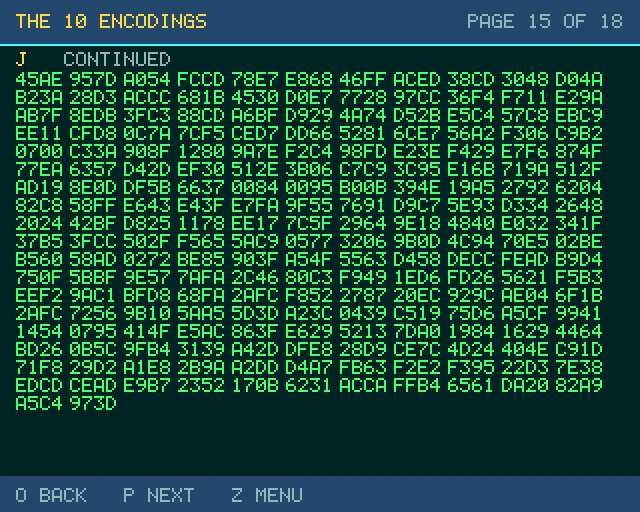 THE 10 ENCODINGS PAGE 15 OF 18
J CONTINUED
45AE 957D A054 FCCD 78E7 E868 46FF ACED 38CD 3048 D04A
B23A 28D3 ACCC 681B 4530 D0E7 7728 97CC 36F4 F711 E29A
AB7F 8EDB 3FC3 88CD A6BF D929 4A74 D52B E5C4 57C8 EBC9
EE11 CFD8 0C7A 7CF5 CED7 DD66 5281 6CE7 56A2 F306 C9B2
0700 C33A 908F 1280 9A7E F2C4 98FD E23E F429 E7F6 874F
77EA 6357 D42D EF30 512E 3B06 C7C9 3C95 E16B 719A 512F
AD19 8E0D DF5B 6637 0084 0095 B00B 394E 19A5 2792 6204
82C8 58FF E643 E43F E7FA 9F55 7691 D9C7 5E93 D334 2648
2024 42BF D825 1178 EE17 7C5F 2964 9E18 4840 E032 341F
37B5 3FCC 502F F565 5AC9 0577 3206 9B0D 4C94 70E5 02BE
B560 58AD 0272 BE85 903F A54F 5563 D458 DECC FEAD B9D4
750F 5BBF 9E57 7AFA 2C46 80C3 F949 1ED6 FD26 5621 F5B3
EEF2 9AC1 BFD8 68FA 2AFC F852 2787 20EC 929C AE04 6F1B
2AFC 7256 9B10 5AA5 5D3D A23C 0439 C519 75D6 A5CF 9941
1454 0795 414F E5AC 863F E629 5213 7DA0 1984 1629 4464
BD26 0B5C 9FB4 3139 A42D DFE8 28D9 CE7C 4D24 404E C91D
71F8 29D2 A1E8 2B9A A2DD D4A7 FB63 F2E2 F395 22D3 7E38
EDCD CEAD E9B7 2352 170B 6231 ACCA FFB4 6561 DA20 82A9
A5C4 973D
O BACK P NEXT Z MENU